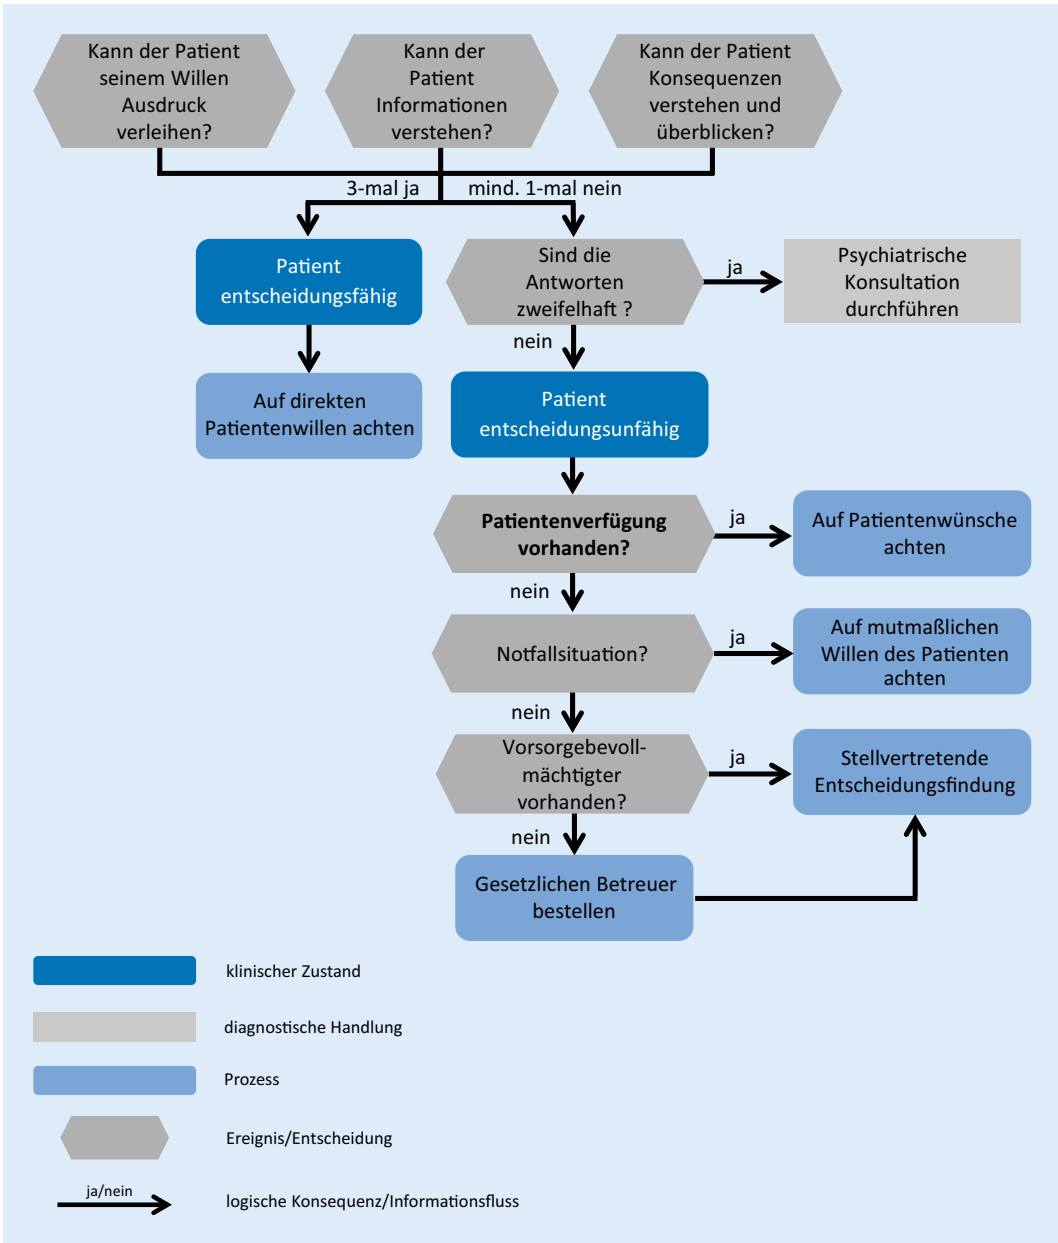 Kann der Patient
seinem Willen
Ausdruck
verleihen?
Kann der
Patient
Informationen
verstehen?
Kann der Patient
Konsequenzen
verstehen und
überblicken?
3-mal ja
mind. 1-mal nein
Patient
entscheidungsfähig
Sind die
Antworten
zweifelhaft ?
ja
Psychiatrische
Konsultation
durchführen
nein
Auf direkten
Patientenwillen achten
Patient
entscheidungsunfähig
Patientenverfügung
vorhanden?
ja
Auf Patientenwünsche
achten
nein
Notfallsituation?
ja
Auf mutmaßlichen
Willen des Patienten
achten
nein
Vorsorgebevoll-
mächtigter
vorhanden?
ja
Stellvertretende
Entscheidungsfindung
nein
Gesetzlichen Betreuer
bestellen
klinischer Zustand
diagnostische Handlung
Prozess
Ereignis/Entscheidung
ja/nein
logische Konsequenz/Informationsfluss